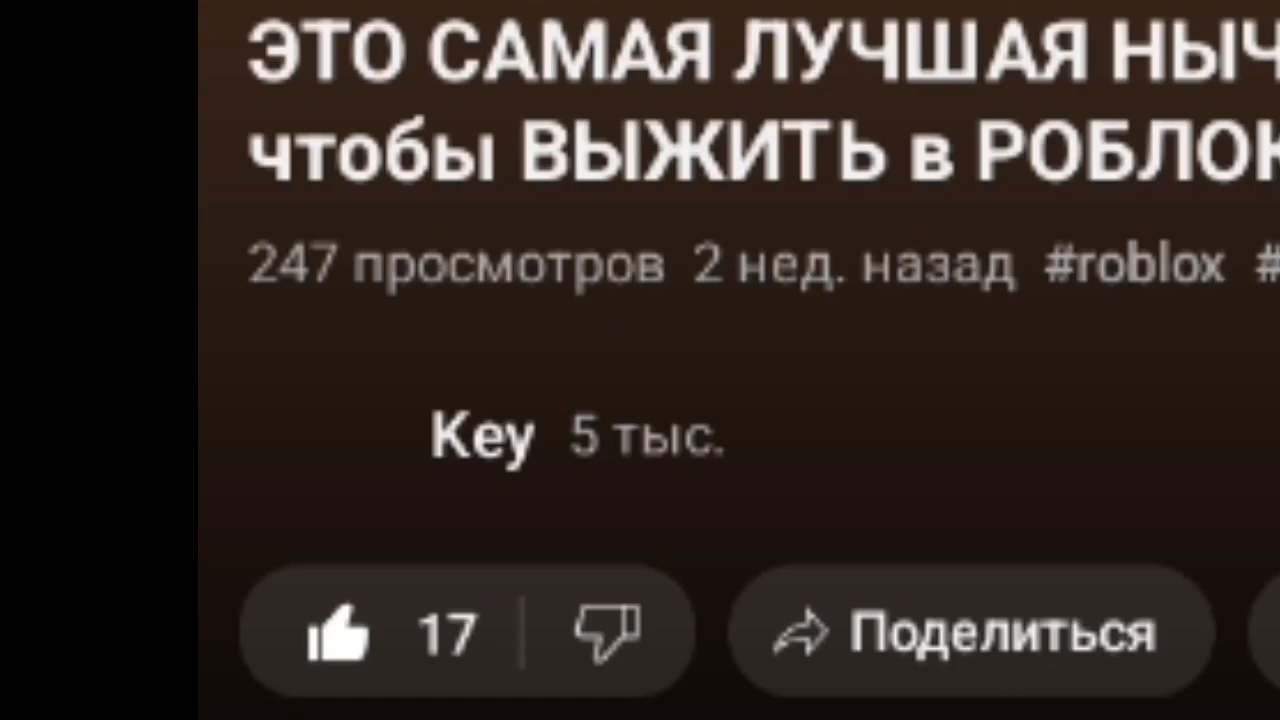 ЭТО САМАЯ ЛУЧШАЯ НЫЧ
чтобы ВЫЖИТЬ в РОБЛОК
247 просмотров 2 нед. назад #roblox #
Key 5 тыс.
17 Поделиться